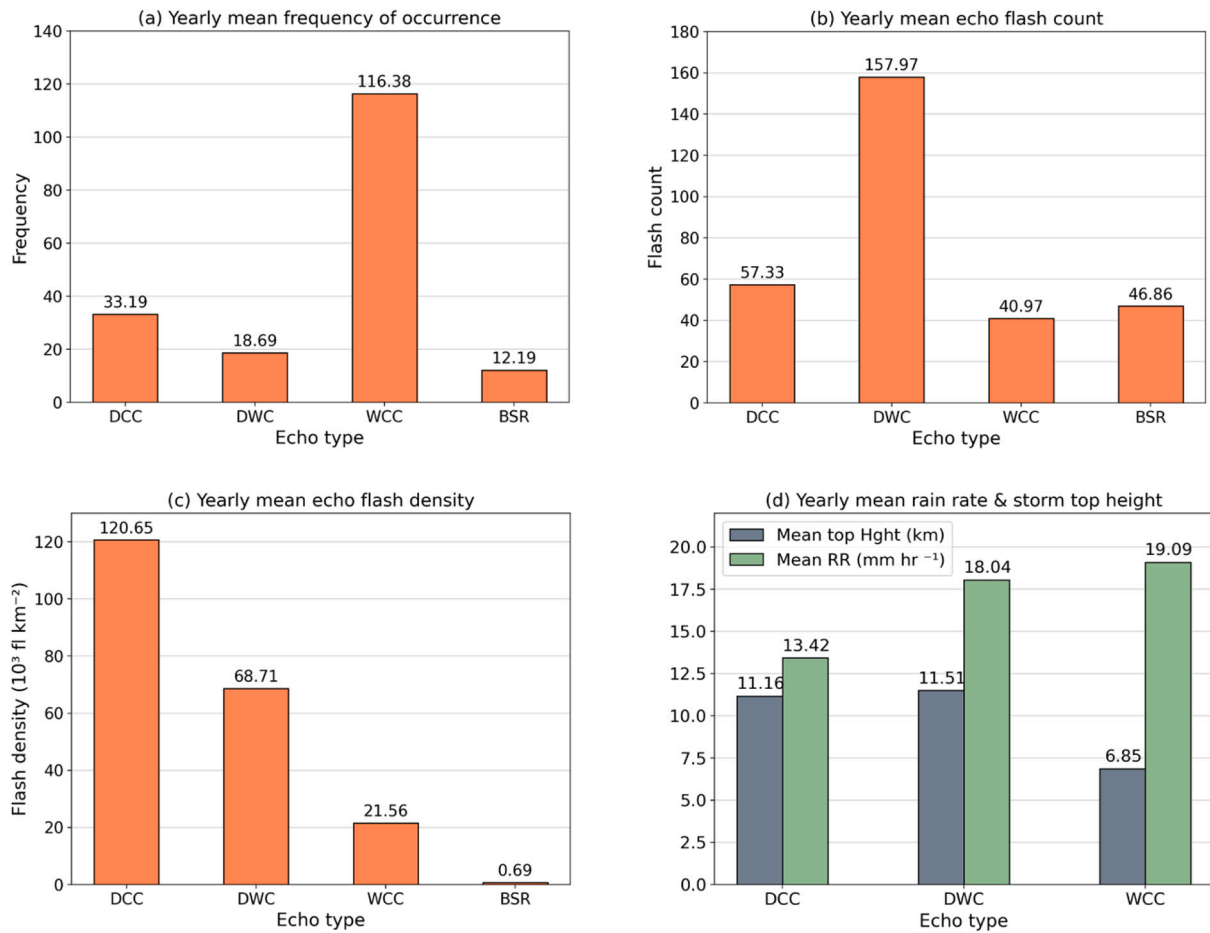 (a) Yearly mean frequency of occurrence
140
120
100
80
60
40
20
0
Frequency
33.19
18.69
116.38
12.19
DCC
DWC
WCC
BSR
Echo type
(b) Yearly mean echo flash count
180
160
140
120
100
80
60
40
20
0
Flash count
57.33
157.97
40.97
46.86
DCC
DWC
WCC
BSR
Echo type
(c) Yearly mean echo flash density
120
100
80
60
40
20
0
Flash density (10³ fl km⁻²)
120.65
68.71
21.56
0.69
DCC
DWC
WCC
BSR
Echo type
(d) Yearly mean rain rate & storm top height
Mean top Hght (km)
Mean RR (mm hr ⁻¹)
20.0
17.5
15.0
12.5
10.0
7.5
5.0
2.5
0.0
11.16
13.42
11.51
18.04
6.85
19.09
DCC
DWC
WCC
Echo type